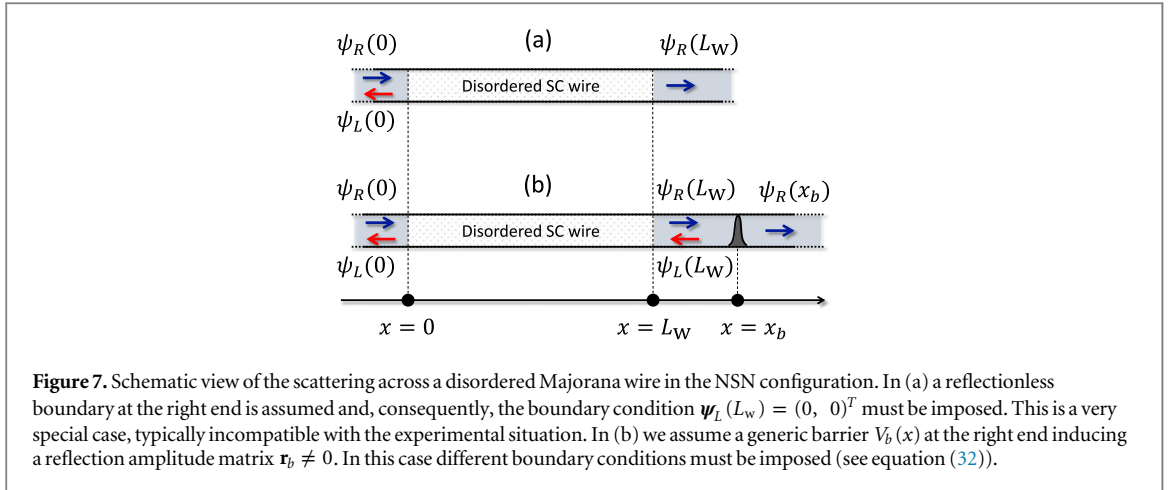 (a)
ψ_R(0) ψ_R(L_W)
Disordered SC wire
ψ_L(0)
(b)
ψ_R(0) ψ_R(L_W) ψ_R(x_b)
Disordered SC wire
ψ_L(0) ψ_L(L_W)
x = 0 x = L_W x = x_b
Figure 7. Schematic view of the scattering across a disordered Majorana wire in the NSN configuration. In (a) a reflectionless
boundary at the right end is assumed and, consequently, the boundary condition ψ_L(L_w) = (0, 0)^T must be imposed. This is a very
special case, typically incompatible with the experimental situation. In (b) we assume a generic barrier V_b(x) at the right end inducing
a reflection amplitude matrix r_b ≠ 0. In this case different boundary conditions must be imposed (see equation (32)).